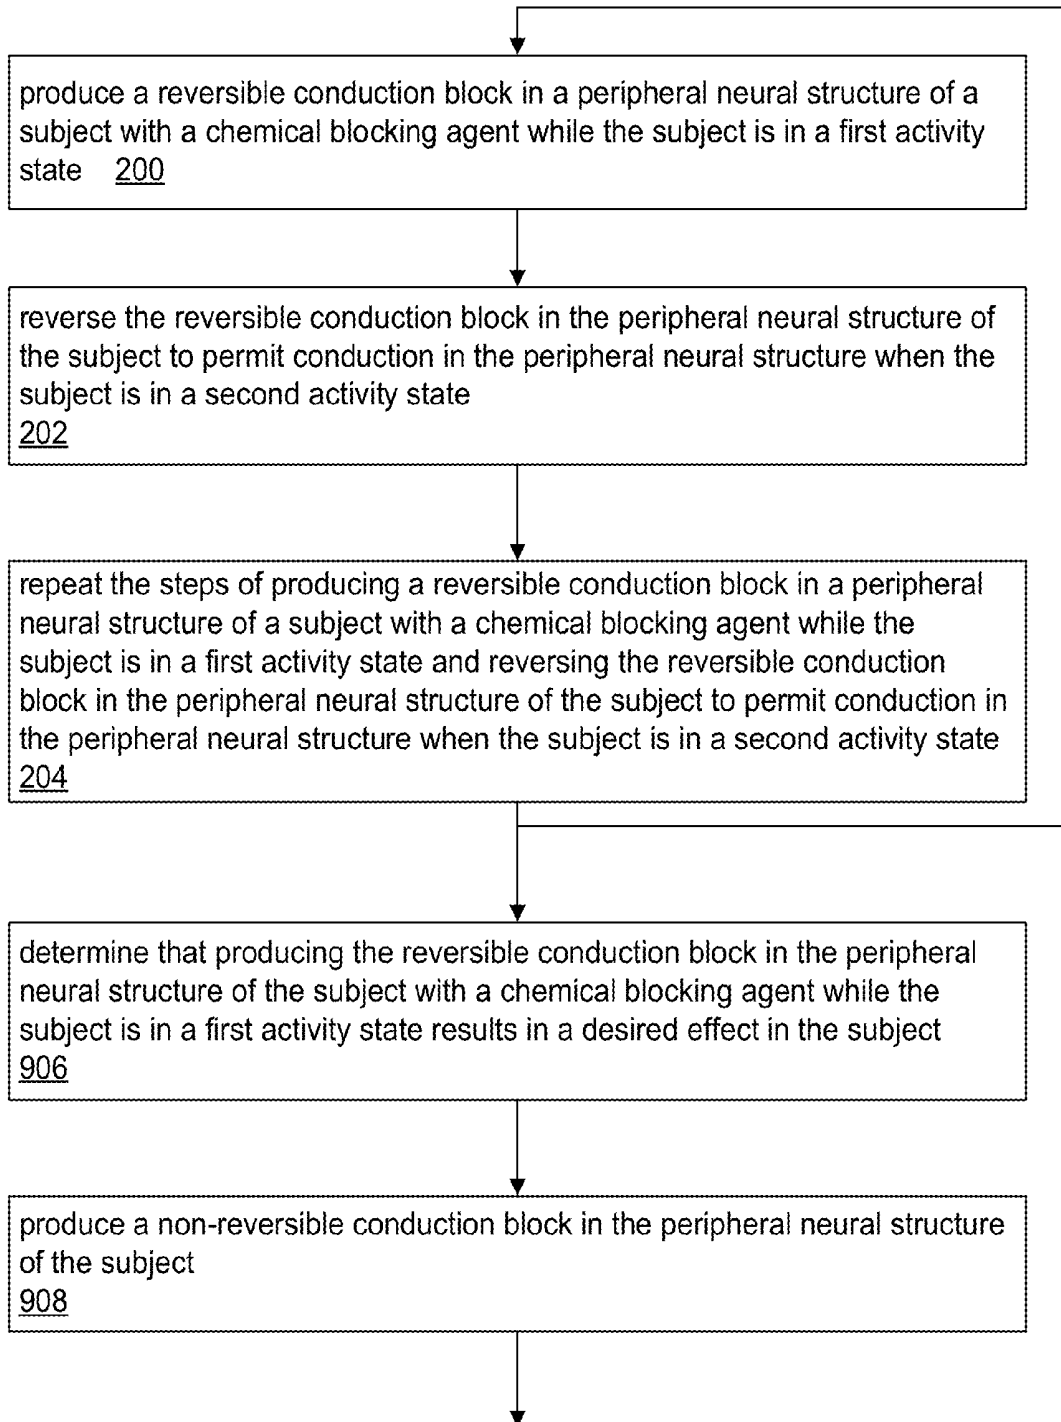 produce a reversible conduction block in a peripheral neural structure of a
subject with a chemical blocking agent while the subject is in a first activity
state 200
reverse the reversible conduction block in the peripheral neural structure of
the subject to permit conduction in the peripheral neural structure when the
subject is in a second activity state
202
repeat the steps of producing a reversible conduction block in a peripheral
neural structure of a subject with a chemical blocking agent while the
subject is in a first activity state and reversing the reversible conduction
block in the peripheral neural structure of the subject to permit conduction in
the peripheral neural structure when the subject is in a second activity state
204
determine that producing the reversible conduction block in the peripheral
neural structure of the subject with a chemical blocking agent while the
subject is in a first activity state results in a desired effect in the subject
906
produce a non-reversible conduction block in the peripheral neural structure
of the subject
908